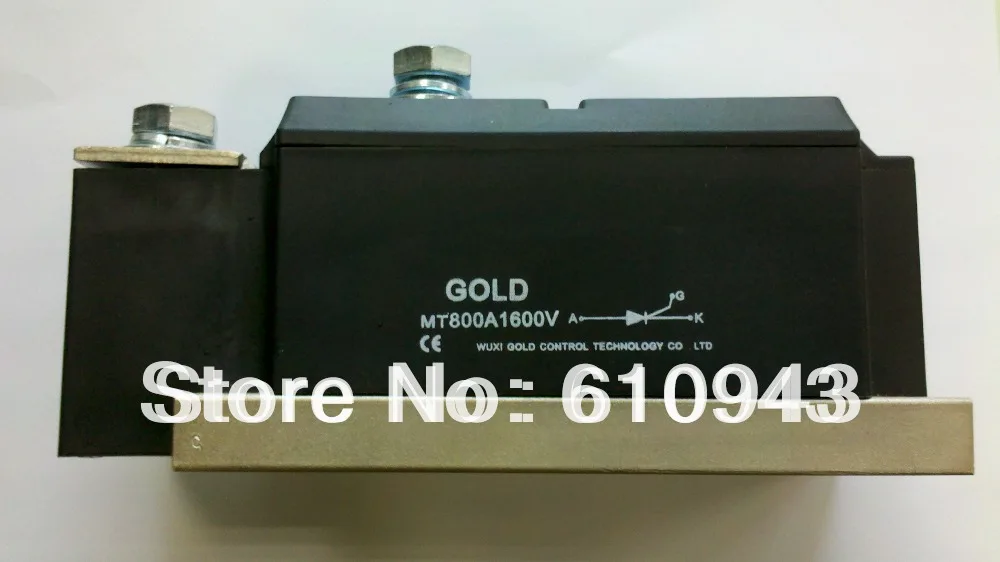 GOLD
MT800A1600V A G K
CE WUXI GOLD CONTROL TECHNOLOGY CO LTD
Store No: 610943